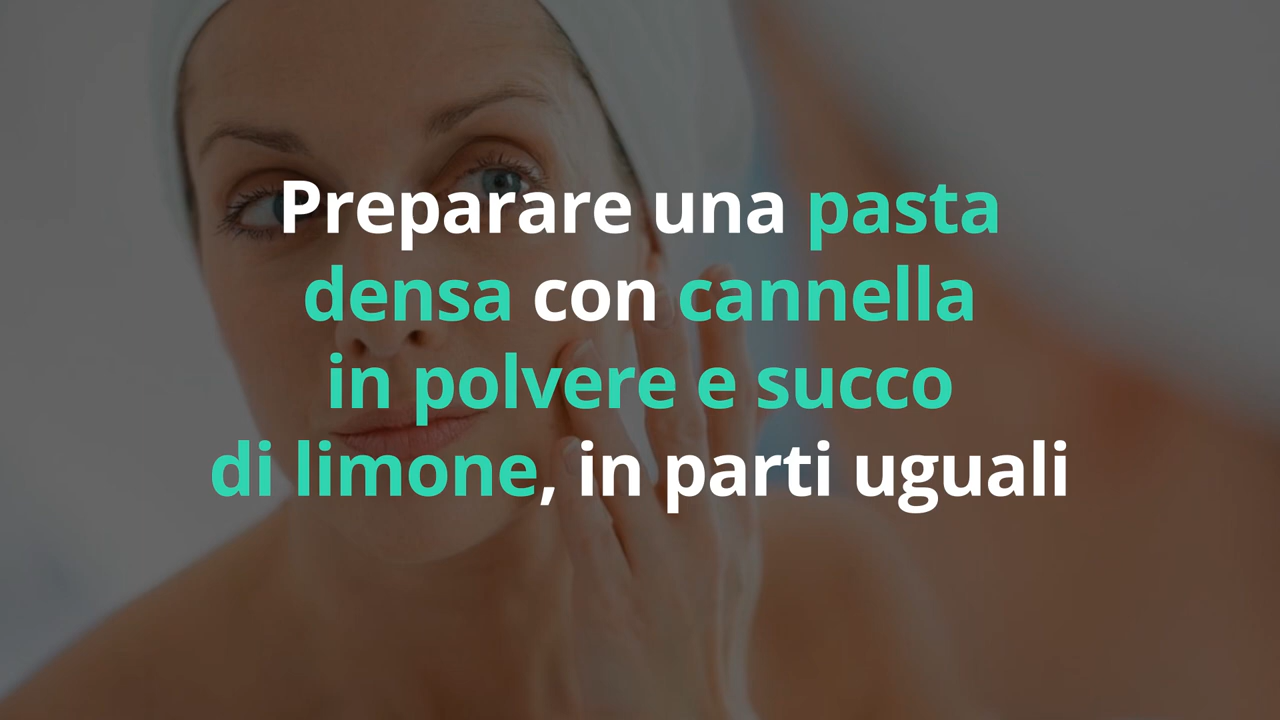 Preparare una pasta
densa con cannella
in polvere e succo
di limone, in parti uguali